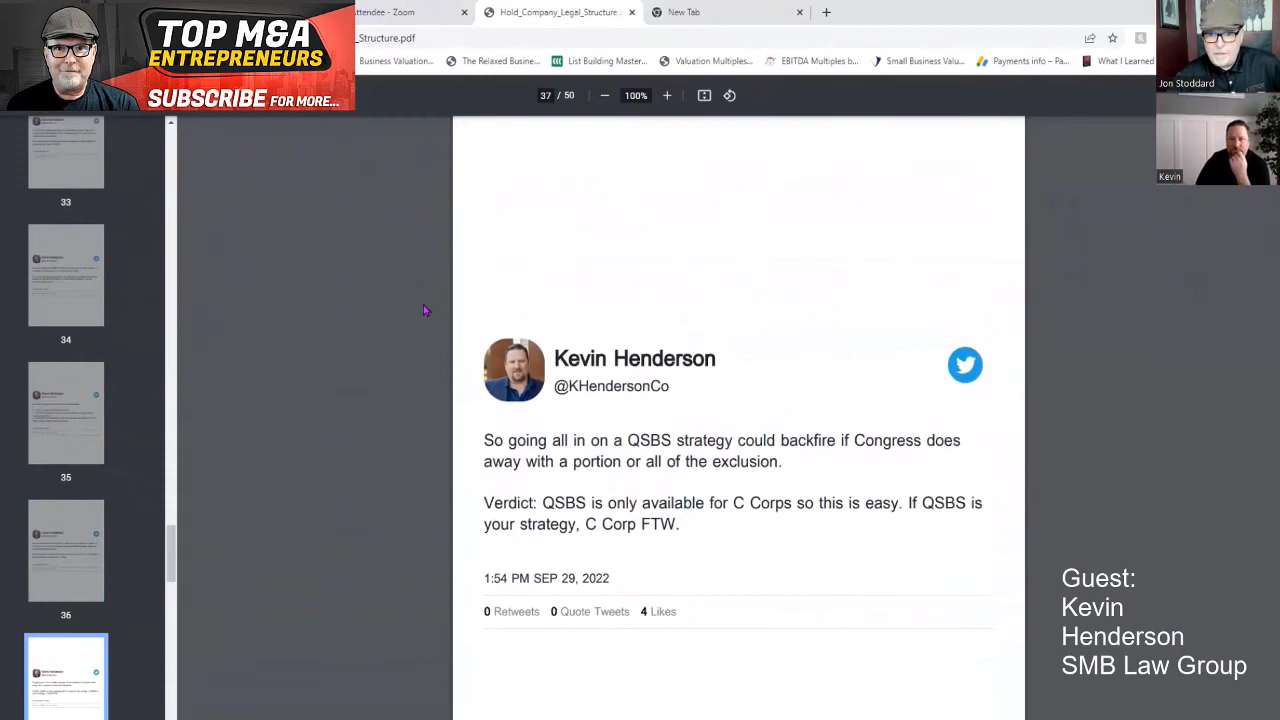 TOP M&A
ENTREPRENEURS
SUBSCRIBE FOR MORE...
ttendee - Zoom
Hold_Company_Legal_Structure
New Tab
_Structure.pdf
Business Valuation...
The Relaxed Busine...
List Building Master...
Valuation Multiples...
EBITDA Multiples b...
Small Business Valu...
Payments info – Pa...
What I Learned
37 / 50
100%
Jon Stoddard
Kevin
33
34
35
36
Kevin Henderson
@KHendersonCo
So going all in on a QSBS strategy could backfire if Congress does
away with a portion or all of the exclusion.
Verdict: QSBS is only available for C Corps so this is easy. If QSBS is
your strategy, C Corp FTW.
1:54 PM SEP 29, 2022
0 Retweets 0 Quote Tweets 4 Likes
Guest:
Kevin
Henderson
SMB Law Group